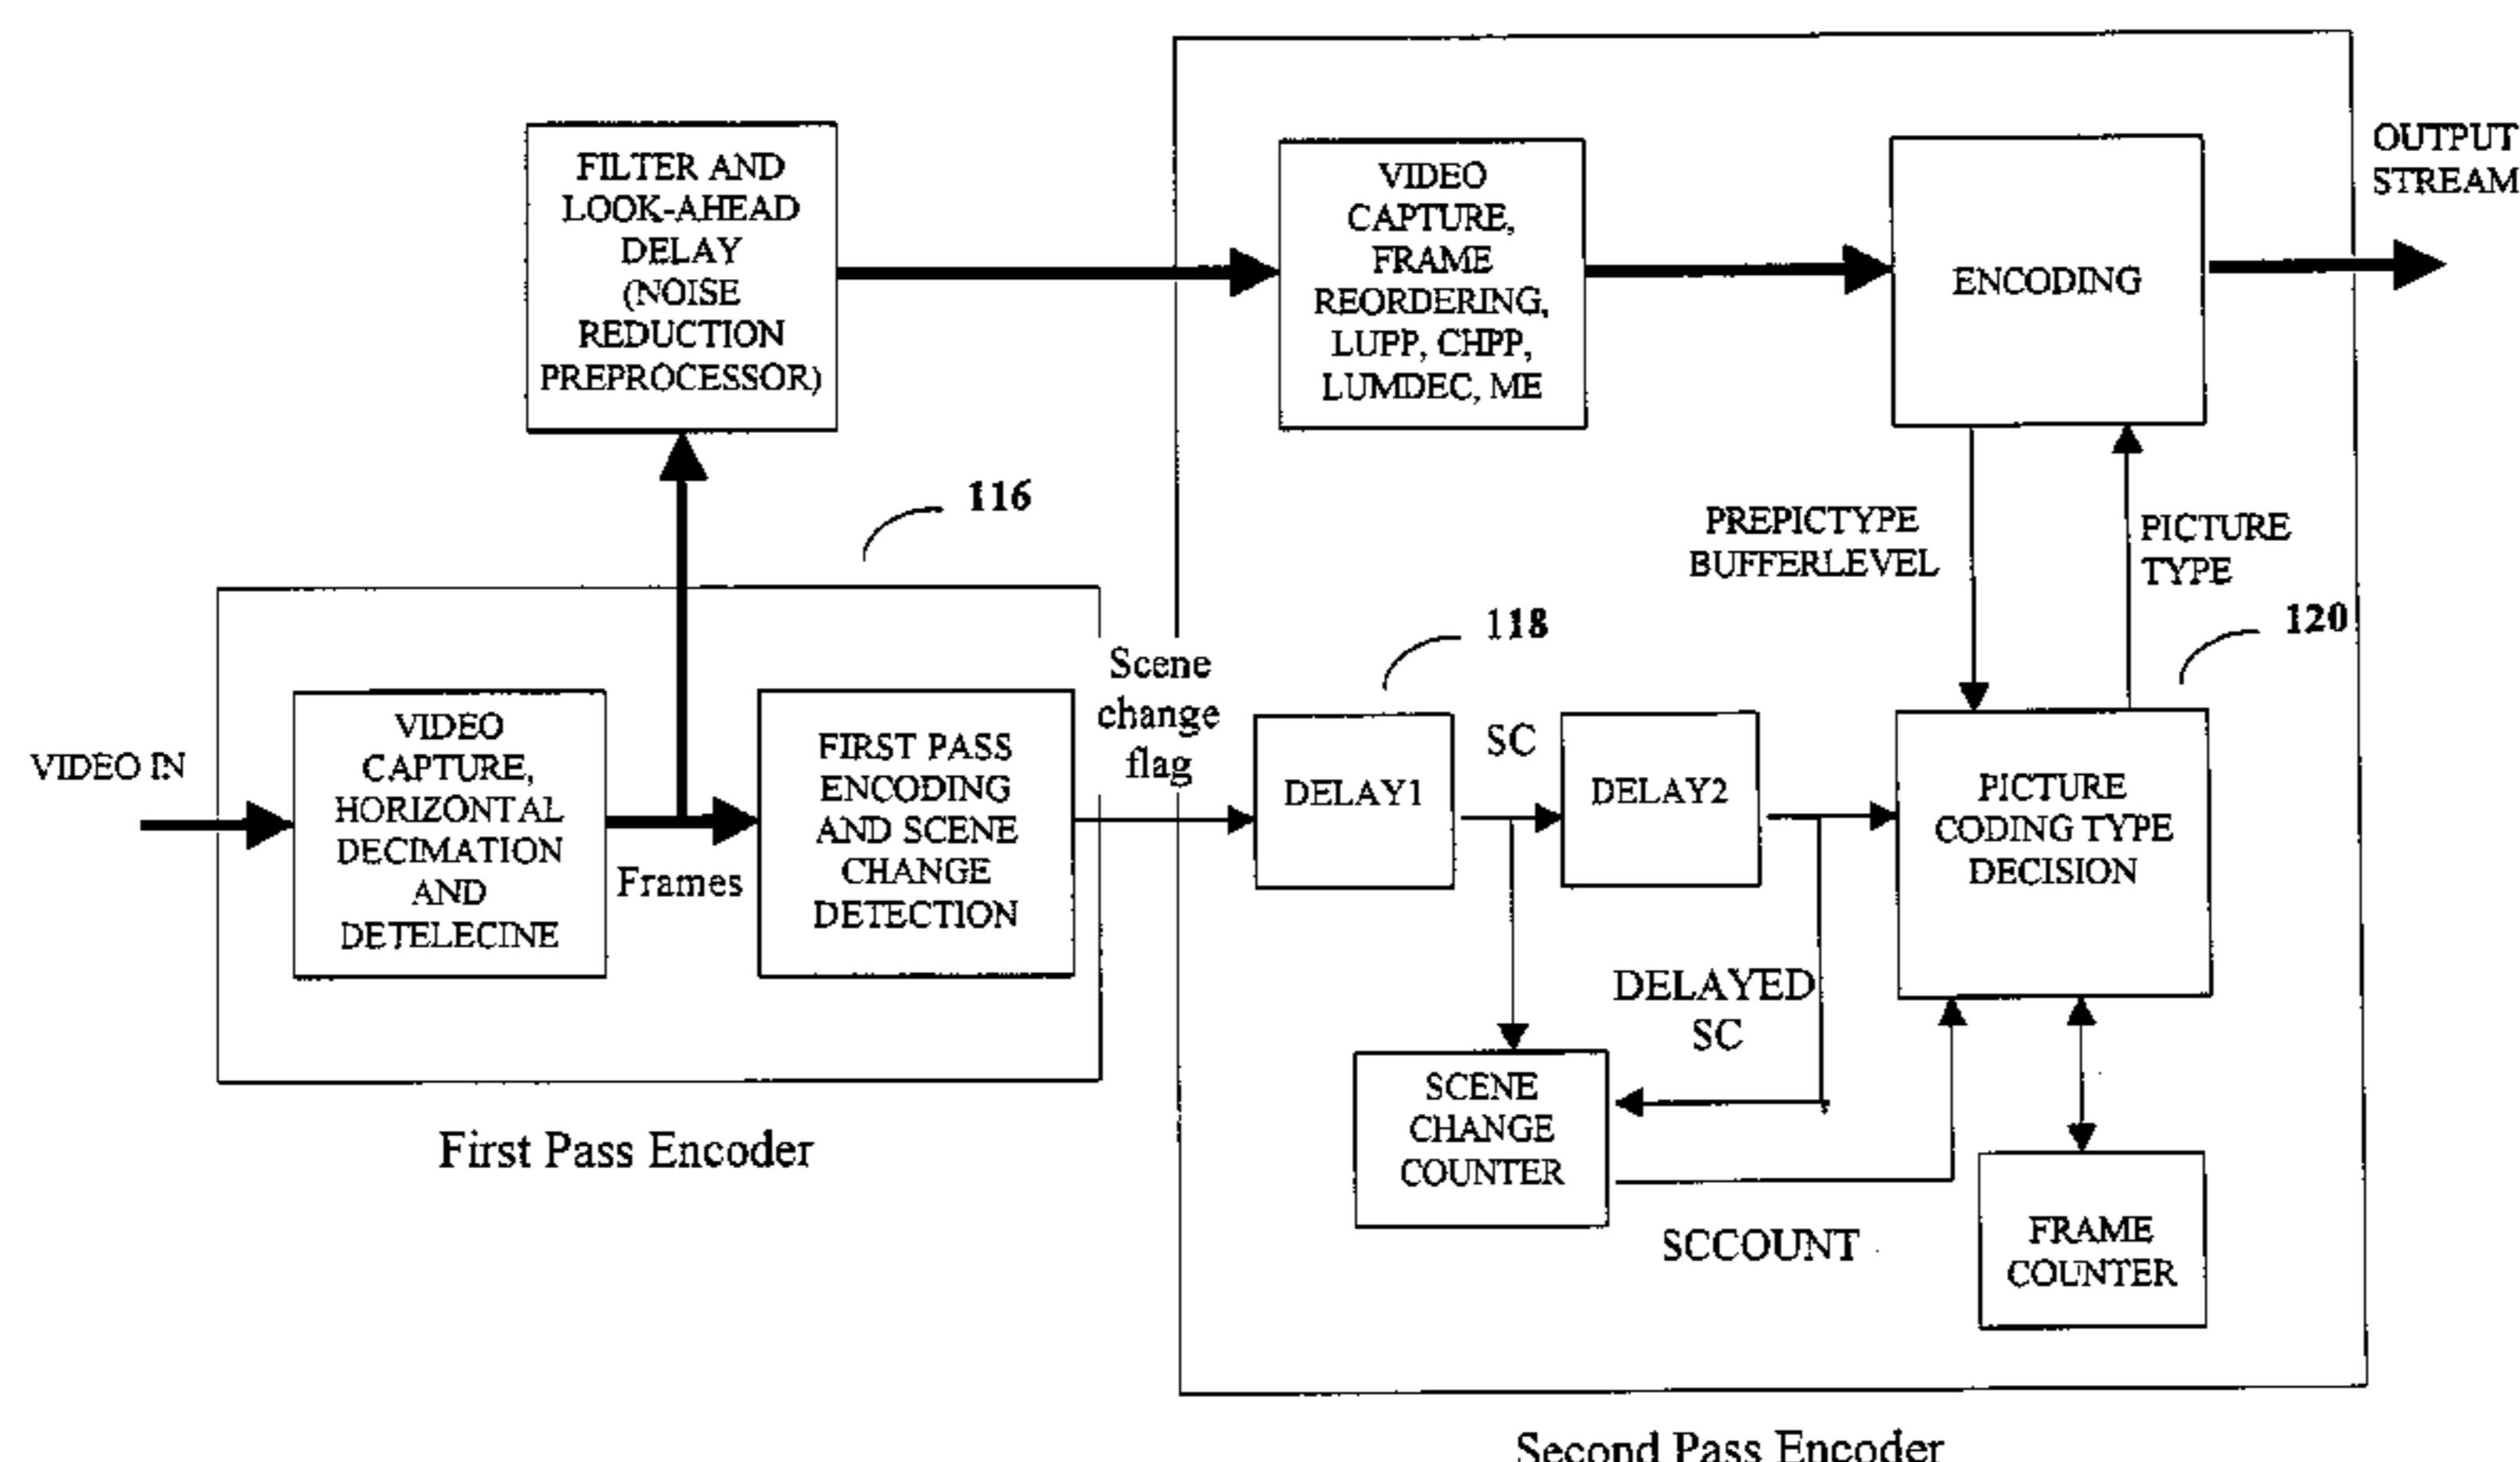 FILTER AND
LOOK-AHEAD
DELAY
(NOISE
REDUCTION
PREPROCESSOR)
VIDEO
CAPTURE,
FRAME
REORDERING,
LUPP, CHPP,
LUMDEC, ME
ENCODING
OUTPUT
STREAM
116
PREPICTYPE
BUFFERLEVEL
PICTURE
TYPE
118
120
VIDEO IN
VIDEO
CAPTURE,
HORIZONTAL
DECIMATION
AND
DETELECINE
Frames
FIRST PASS
ENCODING
AND SCENE
CHANGE
DETECTION
Scene
change
flag
DELAY1
SC
DELAY2
PICTURE
CODING TYPE
DECISION
DELAYED
SC
SCENE
CHANGE
COUNTER
SCCOUNT
FRAME
COUNTER
First Pass Encoder
Second Pass Encoder